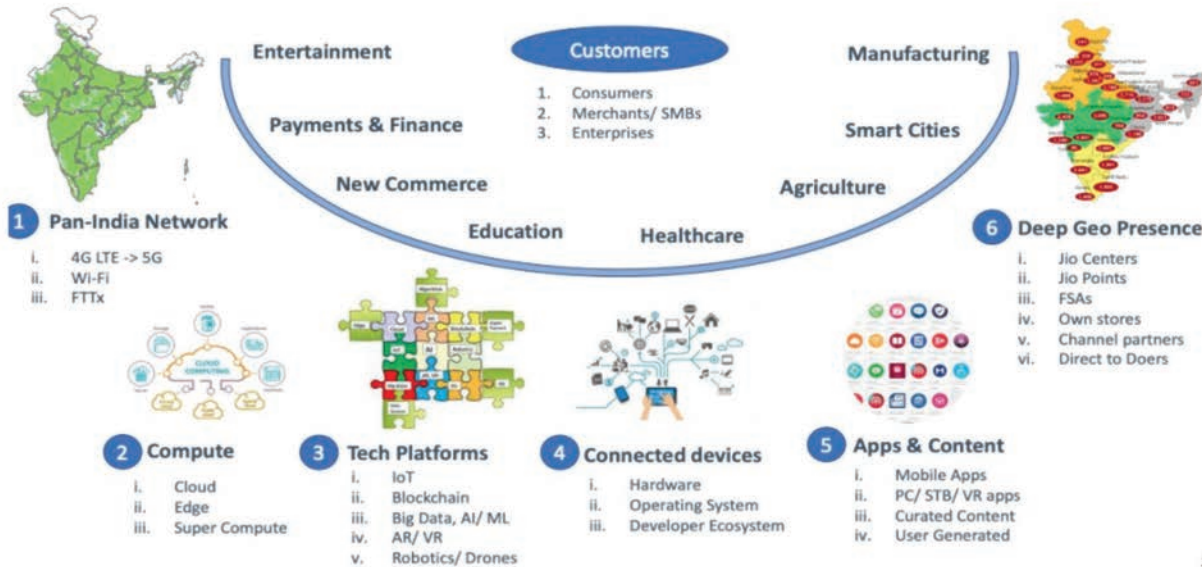 Customers
1. Consumers
2. Merchants/ SMBs
3. Enterprises
Entertainment
Payments & Finance
New Commerce
Education
Healthcare
Agriculture
Smart Cities
Manufacturing
1 Pan-India Network
i. 4G LTE -> 5G
ii. Wi-Fi
iii. FTTx
CLOUD
COMPUTING
2 Compute
i. Cloud
ii. Edge
iii. Super Compute
3 Tech Platforms
i. IoT
ii. Blockchain
iii. Big Data, AI/ ML
iv. AR/ VR
v. Robotics/ Drones
4 Connected devices
i. Hardware
ii. Operating System
iii. Developer Ecosystem
5 Apps & Content
i. Mobile Apps
ii. PC/ STB/ VR apps
iii. Curated Content
iv. User Generated
6 Deep Geo Presence
i. Jio Centers
ii. Jio Points
iii. FSAs
iv. Own stores
v. Channel partners
vi. Direct to Doers